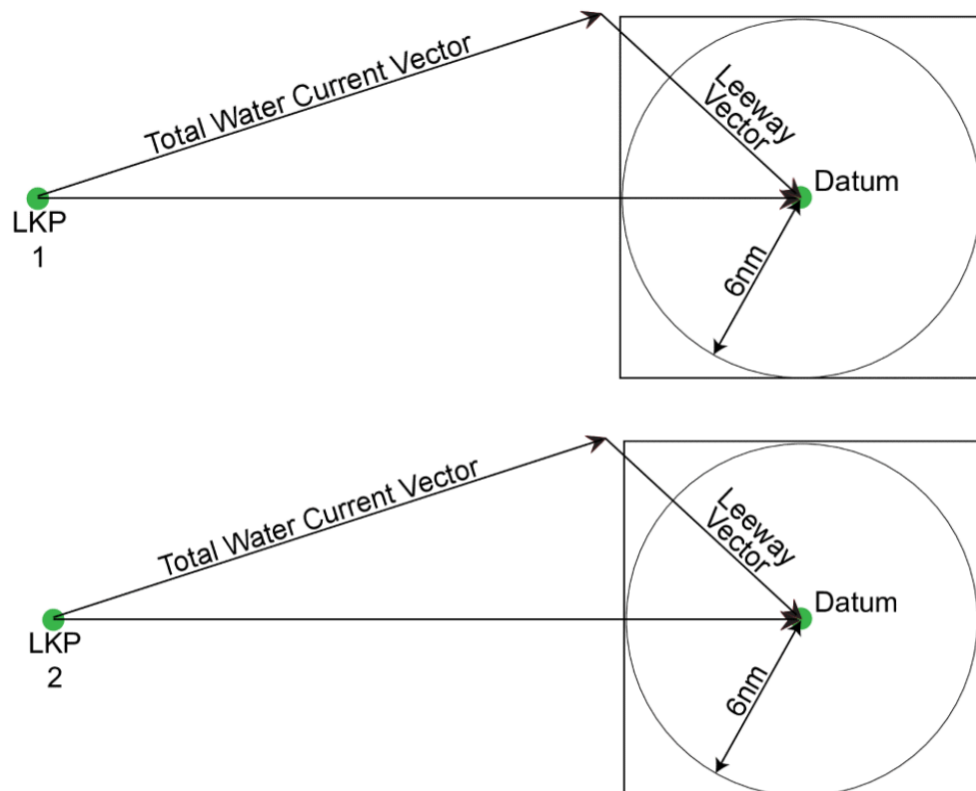 Total Water Current Vector
Leeway
Vector
Datum
LKP
1
6nm
Total Water Current Vector
Leeway
Vector
Datum
LKP
2
6nm